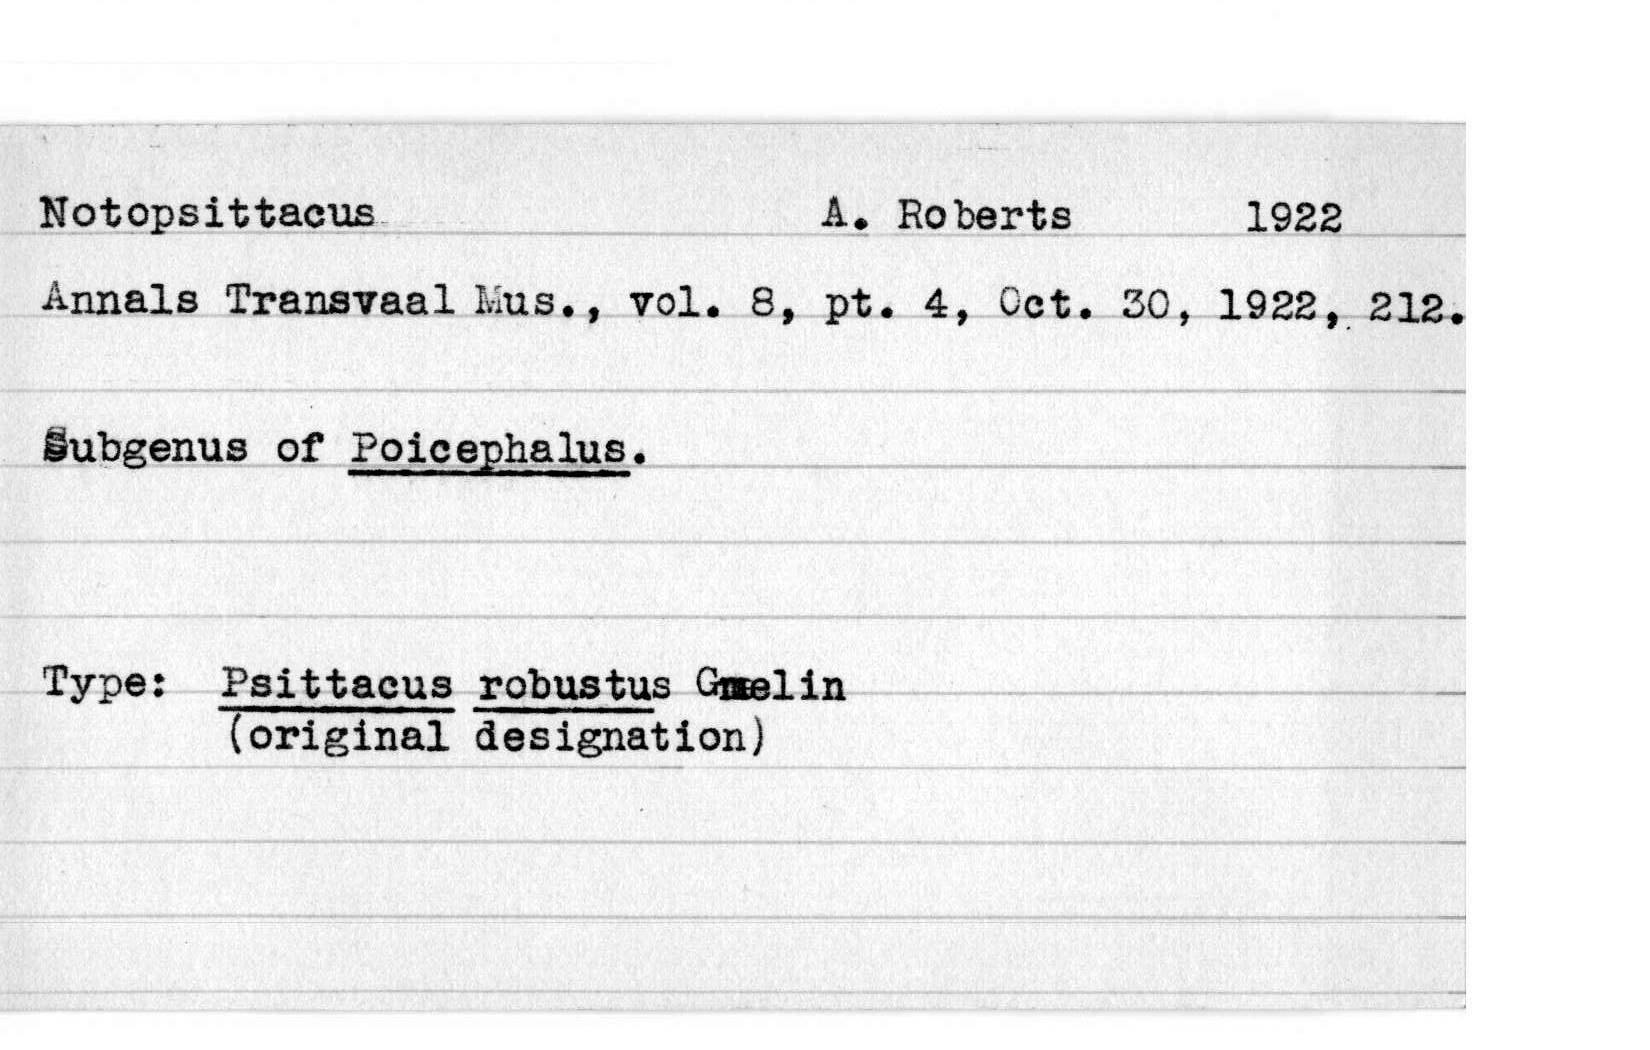 Notopsittacus A. Roberts 1922
Annals Transvaal Mus., vol. 8, pt. 4, Oct. 30, 1922, 212.
Subgenus of Poicephalus.
Type: Psittacus robustus Gmelin
(original designation)